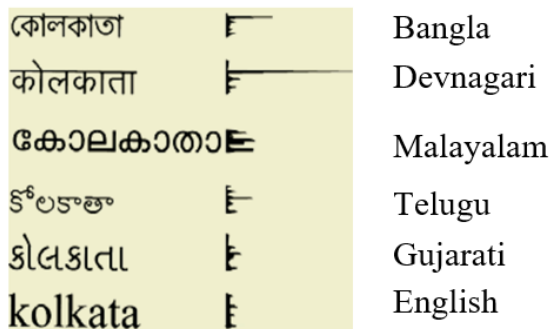 কোলকাতা Bangla
कोलकाता Devnagari
കോലകാതാ Malayalam
కోలకాతా Telugu
કોલકાતા Gujarati
kolkata English